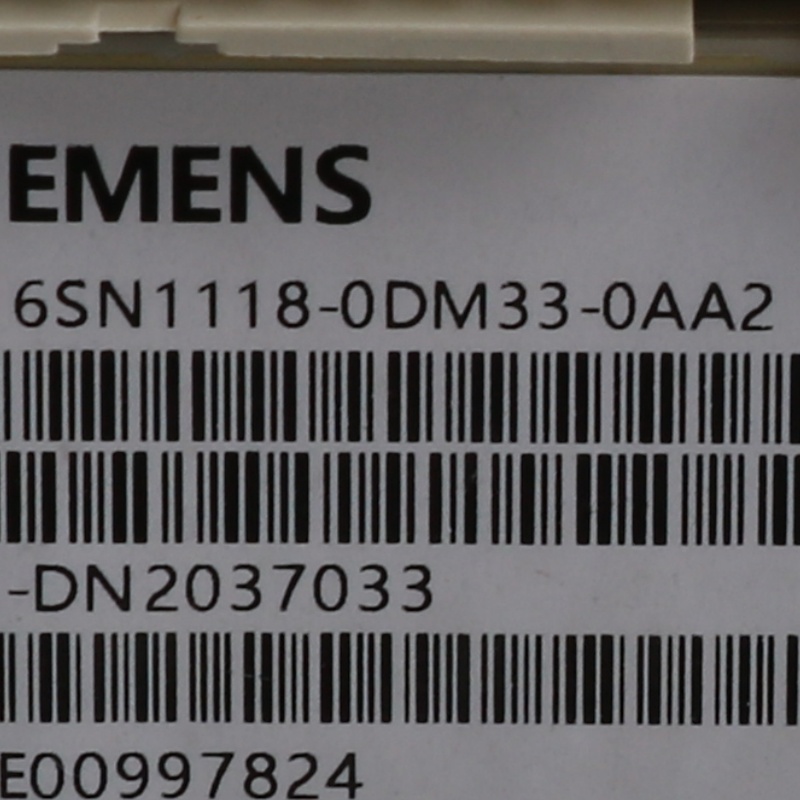 EMENS
6SN1118-0DM33-0AA2
-DN2037033
E00997824